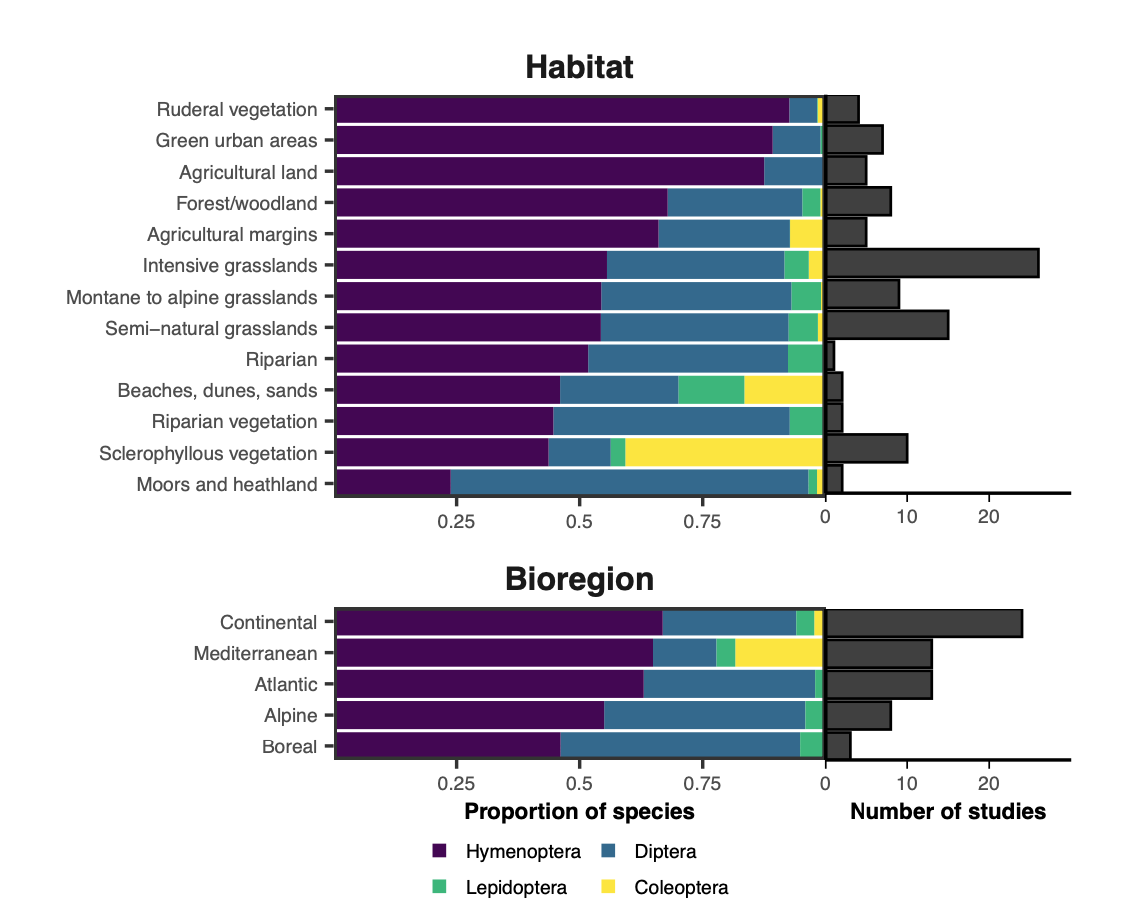 Habitat
Ruderal vegetation
Green urban areas
Agricultural land
Forest/woodland
Agricultural margins
Intensive grasslands
Montane to alpine grasslands
Semi−natural grasslands
Riparian
Beaches, dunes, sands
Riparian vegetation
Sclerophyllous vegetation
Moors and heathland
0.25 0.5 0.75 0 10 20
Bioregion
Continental
Mediterranean
Atlantic
Alpine
Boreal
0.25 0.5 0.75 0 10 20
Proportion of species Number of studies
Hymenoptera Diptera
Lepidoptera Coleoptera